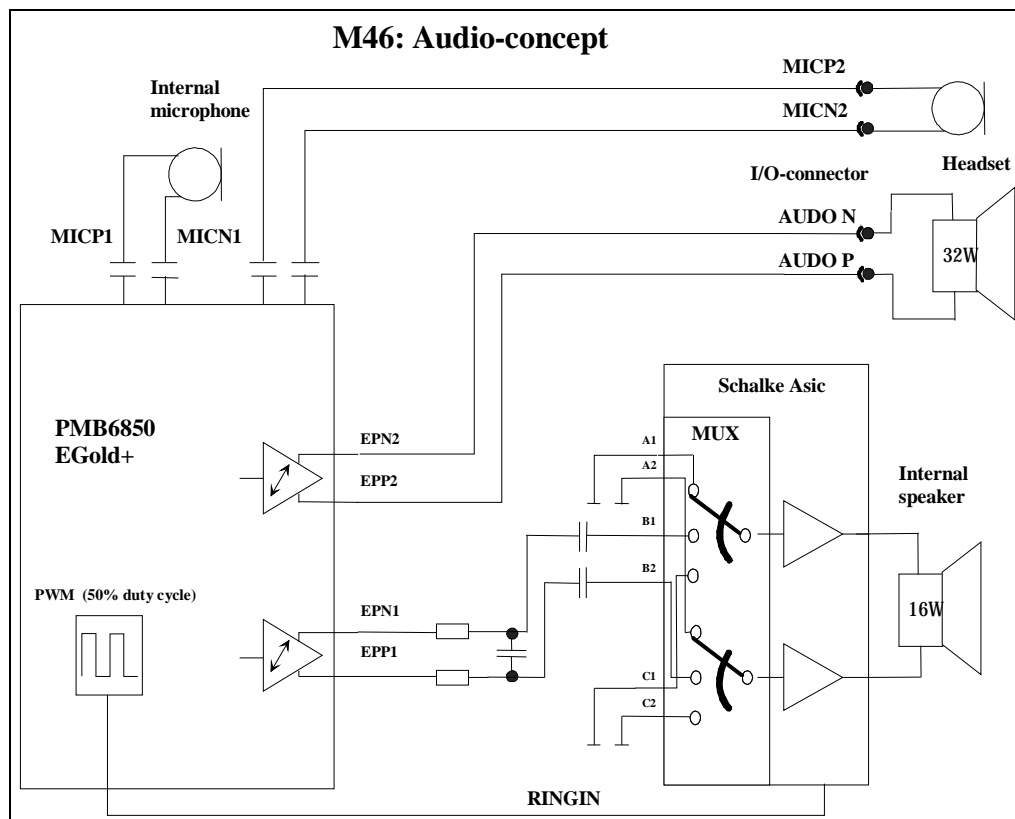 M46: Audio-concept
MICP2
Internal
microphone
MICN2
I/O-connector
Headset
MICP1
MICN1
AUDO N
AUDO P
32W
Schalke Asic
PMB6850
EGold+
MUX
EPN2
A1
A2
EPP2
Internal
speaker
B1
B2
PWM (50% duty cycle)
EPN1
16W
EPP1
C1
C2
RINGIN